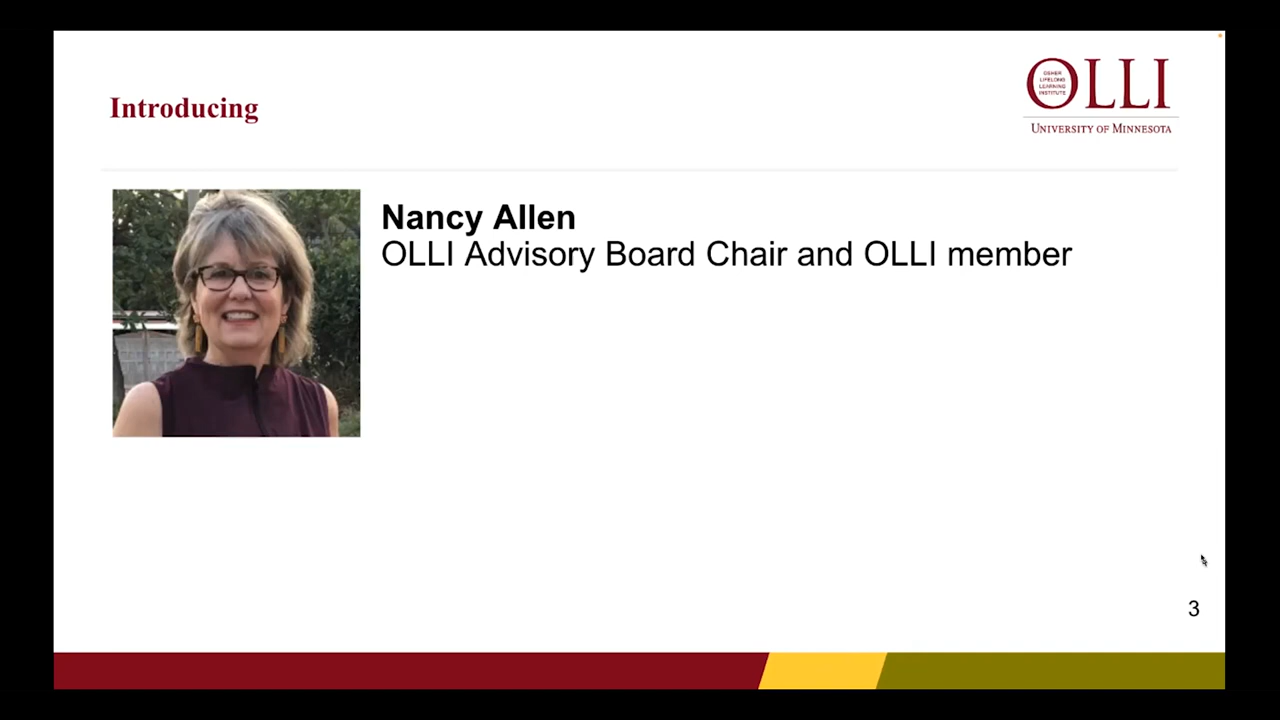 Introducing
OLLI
OSHER
LIFELONG
LEARNING
INSTITUTE
UNIVERSITY OF MINNESOTA
Nancy Allen
OLLI Advisory Board Chair and OLLI member
3